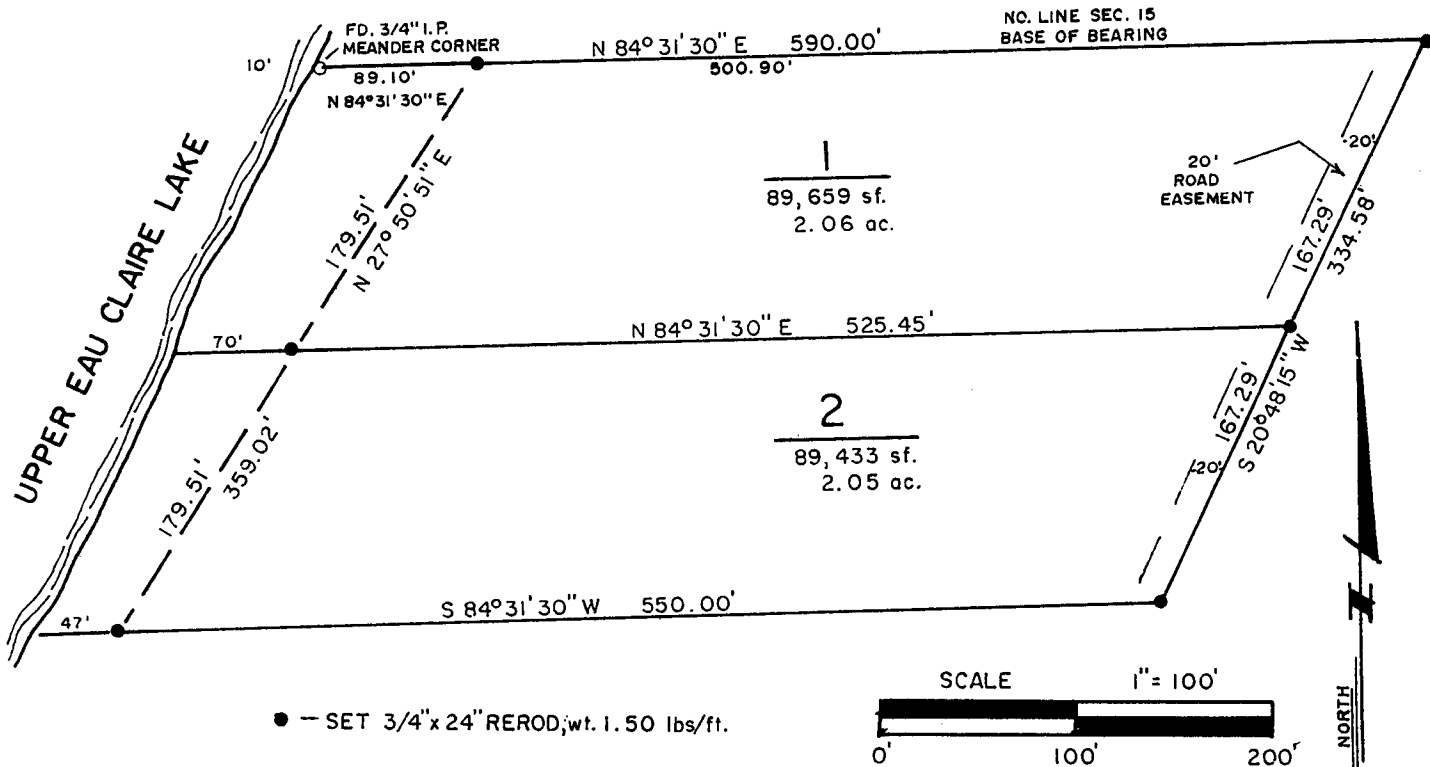 FD. 3/4" I.P.
MEANDER CORNER
10'
89.10'
N 84°31'30" E
N 84°31'30" E 590.00'
500.90'
NO. LINE SEC. 15
BASE OF BEARING
UPPER EAU CLAIRE LAKE
179.51'
N 27°50'51" E
1
89,659 sf.
2.06 ac.
20'
ROAD
EASEMENT
20'
167.29'
334.58'
70'
N 84°31'30" E 525.45'
179.51'
359.02'
2
89,433 sf.
2.05 ac.
167.29'
20'
S 20°48'15" W
47'
S 84°31'30" W 550.00'
● - SET 3/4" x 24" REROD; wt. 1.50 lbs/ft.
SCALE 1" = 100'
0' 100' 200'
N
NORTH